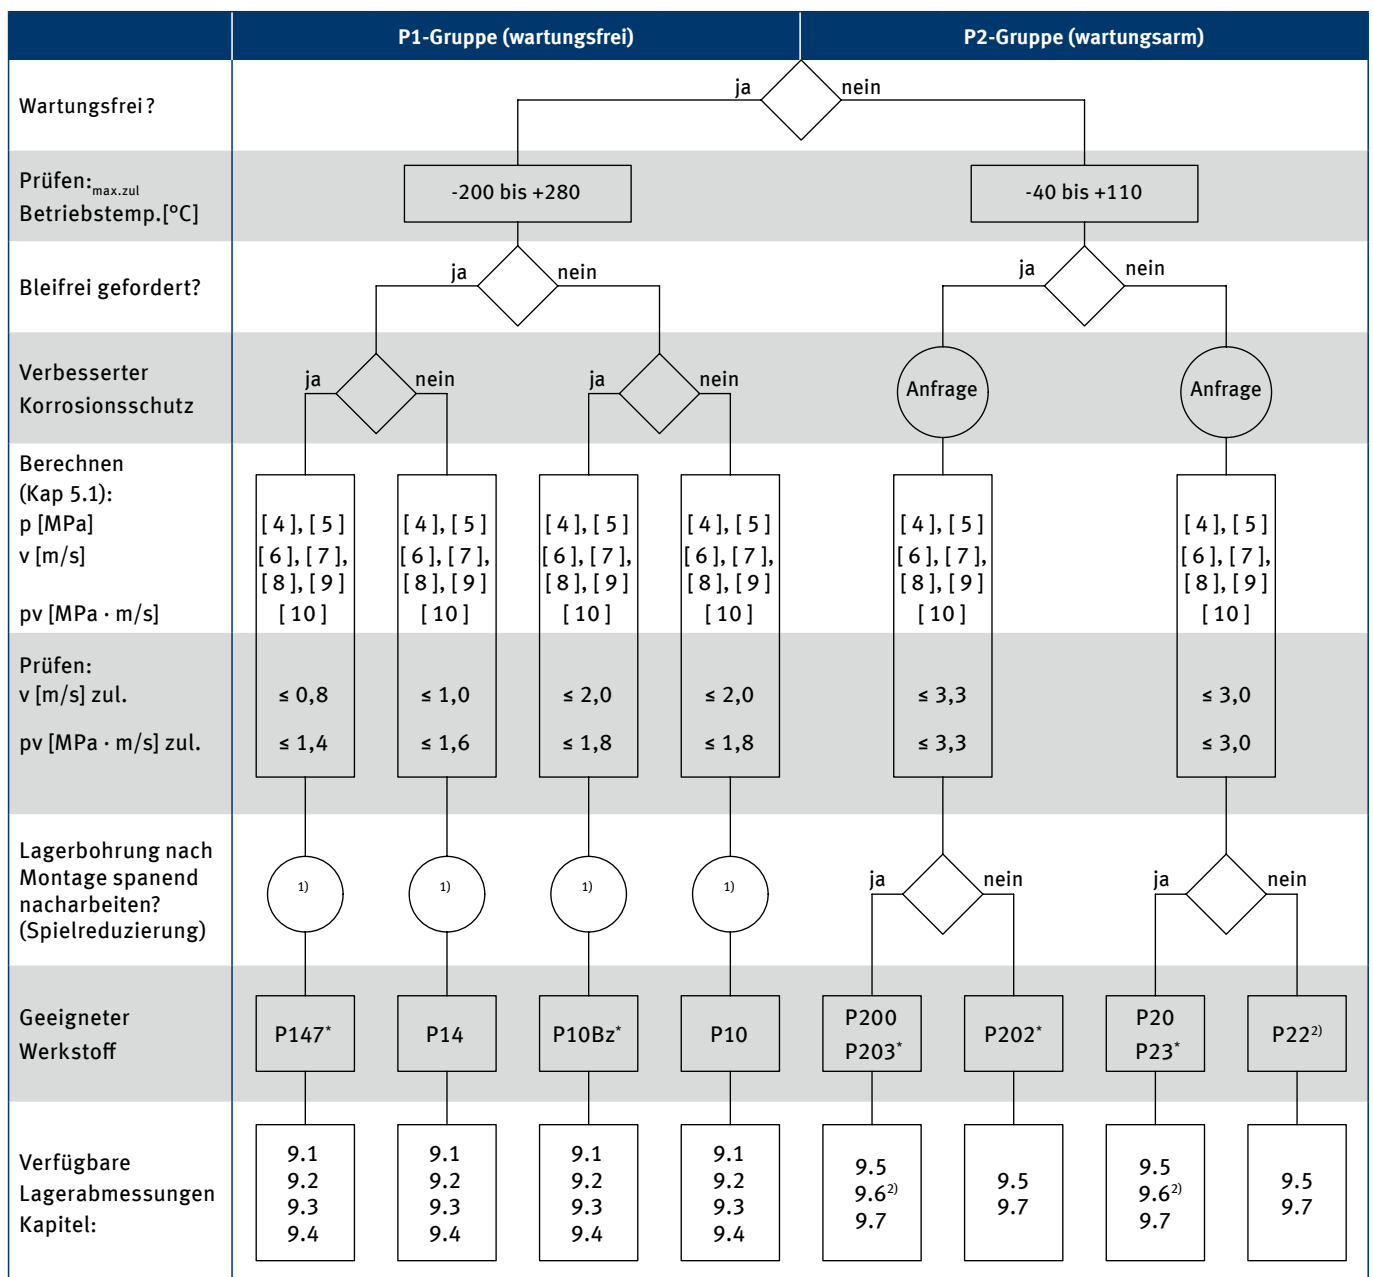 P1-Gruppe (wartungsfrei) P2-Gruppe (wartungsarm)
Wartungsfrei? ja nein
Prüfen: max.zul
Betriebstemp.[°C] -200 bis +280 -40 bis +110
Bleifrei gefordert? ja nein ja nein
Verbesserter
Korrosionsschutz ja nein ja nein Anfrage Anfrage
Berechnen
(Kap 5.1):
p [MPa] [4], [5] [4], [5] [4], [5] [4], [5] [4], [5] [4], [5]
v [m/s] [6], [7], [6], [7], [6], [7], [6], [7], [6], [7], [6], [7],
[8], [9] [8], [9] [8], [9] [8], [9] [8], [9] [8], [9]
pv [MPa · m/s] [10] [10] [10] [10] [10] [10]
Prüfen:
v [m/s] zul. ≤ 0,8 ≤ 1,0 ≤ 2,0 ≤ 2,0 ≤ 3,3 ≤ 3,0
pv [MPa · m/s] zul. ≤ 1,4 ≤ 1,6 ≤ 1,8 ≤ 1,8 ≤ 3,3 ≤ 3,0
Lagerbohrung nach
Montage spanend
nacharbeiten?
(Spielreduzierung) 1) 1) 1) 1) ja nein ja nein
Geeigneter
Werkstoff P147* P14 P10Bz* P10 P200 P203* P202* P20 P23* P22²⁾
Verfügbare
Lagerabmessungen
Kapitel:
9.1 9.1 9.1 9.1 9.5 9.5 9.5 9.5
9.2 9.2 9.2 9.2 9.6²⁾ 9.7 9.6²⁾ 9.7
9.3 9.3 9.3 9.3 9.7 9.7
9.4 9.4 9.4 9.4